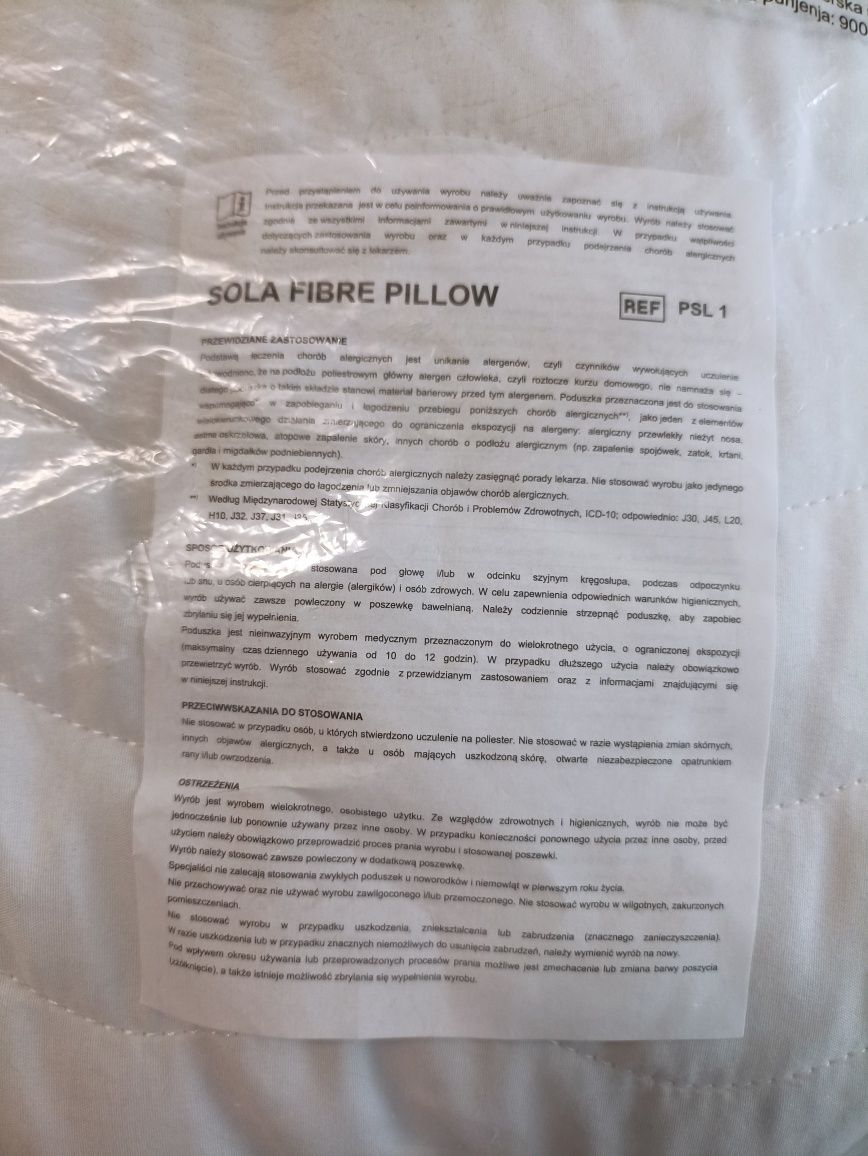 punjenja: 900
Przed przystąpieniem do używania wyrobu należy uważnie zapoznać się z instrukcją używania.
Instrukcja przekazana jest w celu poinformowania o prawidłowym użytkowaniu wyrobu. Wyrób należy stosować
zgodnie ze wszystkimi informacjami zawartymi w niniejszej instrukcji. W przypadku wątpliwości
dotyczących zastosowania wyrobu oraz w każdym przypadku podejrzenia chorób alergicznych
należy skonsultować się z lekarzem.
SOLA FIBRE PILLOW
REF PSL 1
PRZEWIDZIANE ZASTOSOWANIE
Podstawą leczenia chorób alergicznych jest unikanie alergenów, czyli czynników wywołujących uczulenie.
że na podłożu poliestrowym główny alergen człowieka, czyli roztocze kurzu domowego, nie namnaża się –
dlatego o takim składzie stanowi materiał barierowy przed tym alergenem. Poduszka przeznaczona jest do stosowania
wspomagająco* w zapobieganiu i łagodzeniu przebiegu poniższych chorób alergicznych**, jako jeden z elementów
wielokierunkowego działania zmierzającego do ograniczenia ekspozycji na alergeny: alergiczny przewlekły nieżyt nosa,
astma oskrzelowa, atopowe zapalenie skóry, innych chorób o podłożu alergicznym (np. zapalenie spojówek, zatok, krtani,
gardła i migdałków podniebiennych).
*) W każdym przypadku podejrzenia chorób alergicznych należy zasięgnąć porady lekarza. Nie stosować wyrobu jako jedynego
środka zmierzającego do łagodzenia lub zmniejszania objawów chorób alergicznych.
**) Według Międzynarodowej Klasyfikacji Chorób i Problemów Zdrowotnych, ICD-10; odpowiednio: J30, J45, L20,
H10, J32, J37, J31
stosowana pod głowę i/lub w odcinku szyjnym kręgosłupa, podczas odpoczynku
lub snu, u osób cierpiących na alergie (alergików) i osób zdrowych. W celu zapewnienia odpowiednich warunków higienicznych,
wyrób używać zawsze powleczony w poszewkę bawełnianą. Należy codziennie strzepnąć poduszkę, aby zapobiec
zbrylaniu się jej wypełnienia.
Poduszka jest nieinwazyjnym wyrobem medycznym przeznaczonym do wielokrotnego użycia, o ograniczonej ekspozycji
(maksymalny czas dziennego używania od 10 do 12 godzin). W przypadku dłuższego użycia należy obowiązkowo
przewietrzyć wyrób. Wyrób stosować zgodnie z przewidzianym zastosowaniem oraz z informacjami znajdującymi się
w niniejszej instrukcji.
PRZECIWWSKAZANIA DO STOSOWANIA
Nie stosować w przypadku osób, u których stwierdzono uczulenie na poliester. Nie stosować w razie wystąpienia zmian skórnych,
innych objawów alergicznych, a także u osób mających uszkodzoną skórę, otwarte niezabezpieczone opatrunkiem
rany i/lub owrzodzenia.
OSTRZEŻENIA
Wyrób jest wyrobem wielokrotnego, osobistego użytku. Ze względów zdrowotnych i higienicznych, wyrób nie może być
jednocześnie lub ponownie używany przez inne osoby. W przypadku konieczności ponownego użycia przez inne osoby, przed
użyciem należy obowiązkowo przeprowadzić proces prania wyrobu i stosowanej poszewki.
Wyrób należy stosować zawsze powleczony w dodatkową poszewkę.
Specjaliści nie zalecają stosowania zwykłych poduszek u noworodków i niemowląt w pierwszym roku życia.
Nie przechowywać oraz nie używać wyrobu zawilgoconego i/lub przemoczonego. Nie stosować wyrobu w wilgotnych, zakurzonych
pomieszczeniach.
Nie stosować wyrobu w przypadku uszkodzenia, zniekształcenia lub zabrudzenia (znacznego zanieczyszczenia).
W razie uszkodzenia lub w przypadku znacznych niemożliwych do usunięcia zabrudzeń, należy wymienić wyrób na nowy.
Pod wpływem okresu używania lub przeprowadzonych procesów prania możliwe jest zmechacenie lub zmiana barwy poszycia
(żółknięcie), a także istnieje możliwość zbrylania się wypełnienia wyrobu.